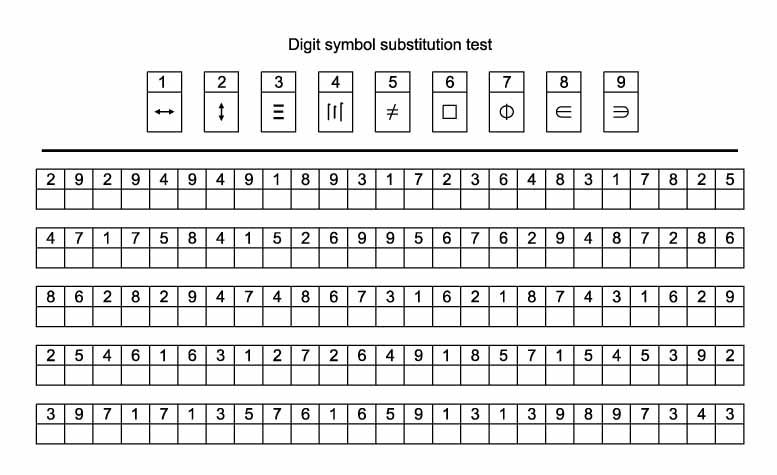 Digit symbol substitution test
1 2 3 4 5 6 7 8 9
↔ ↕ Ξ ⫾⫾⫾ ≠ □ ⌽ ∈ ∋
2 9 2 9 4 9 4 9 1 8 9 3 1 7 2 3 6 4 8 3 1 7 8 2 5
4 7 1 7 5 8 4 1 5 2 6 9 9 5 6 7 6 2 9 4 8 7 2 8 6
8 6 2 8 2 9 4 7 4 8 6 7 3 1 6 2 1 8 7 4 3 1 6 2 9
2 5 4 6 1 6 3 1 2 7 2 6 4 9 1 8 5 7 1 5 4 5 3 9 2
3 9 7 1 7 1 3 5 7 6 1 6 5 9 1 3 1 3 9 8 9 7 3 4 3